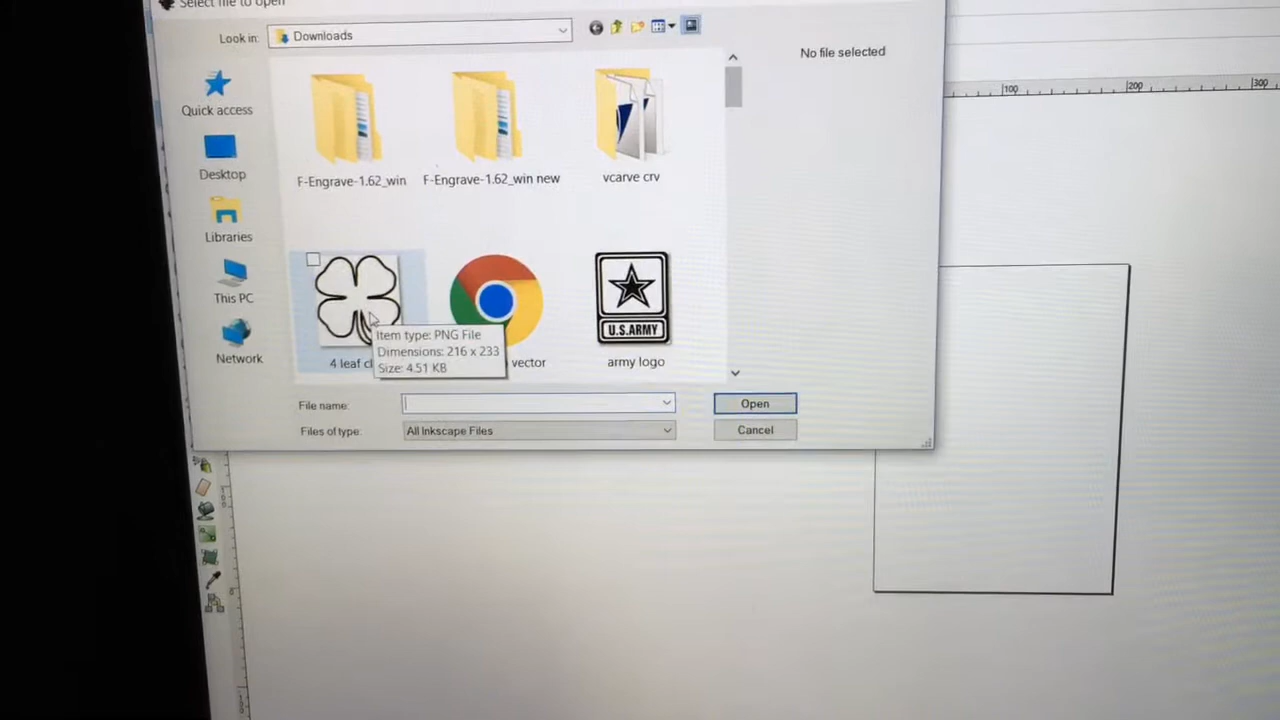 Select file to open
Look in:
Downloads
No file selected
Quick access
Desktop
Libraries
This PC
Network
F-Engrave-1.62_win
F-Engrave-1.62_win new
vcarve crv
U.S.ARMY
4 leaf cl
vector
army logo
Item type: PNG File
Dimensions: 216 x 233
Size: 4.51 KB
File name:
Open
Files of type:
All Inkscape Files
Cancel
100
200
300